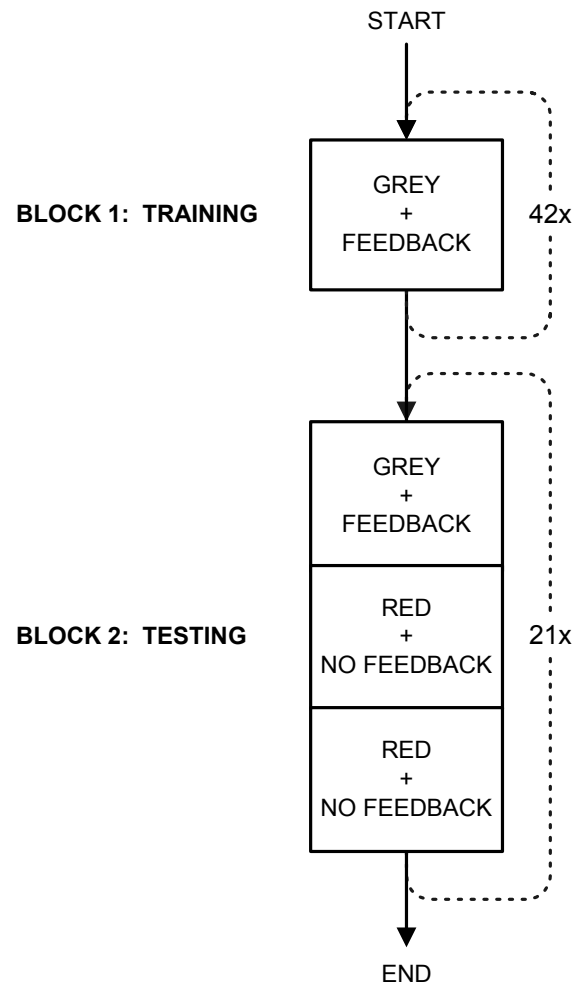 START
BLOCK 1:  TRAINING
GREY
+
FEEDBACK
42x
GREY
+
FEEDBACK
BLOCK 2:  TESTING
RED
+
NO FEEDBACK
21x
RED
+
NO FEEDBACK
END